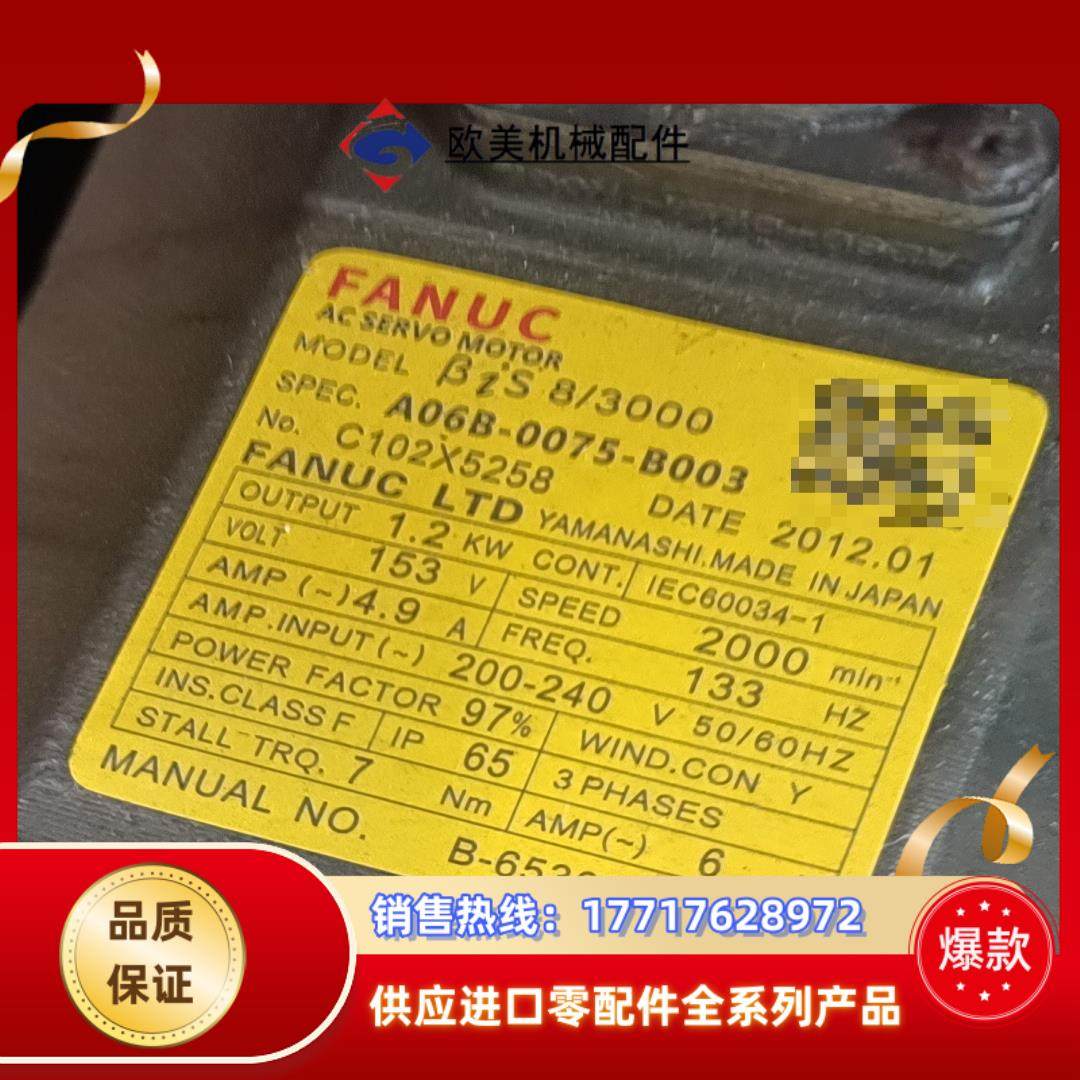 欧美机械配件
FANUC
AC SERVO MOTOR
MODEL βiS 8/3000
SPEC. A06B-0075-B003
No. C102X5258 DATE 2012.01
FANUC LTD YAMANASHI.MADE IN JAPAN
OUTPUT 1.2 KW CONT. IEC60034-1
VOLT 153 V SPEED 2000 min⁻¹
AMP (~) 4.9 A FREQ. 133 HZ
AMP.INPUT (~) 200-240 V 50/60HZ
POWER FACTOR 97% WIND.CON Y
INS.CLASS F IP 65 3 PHASES
STALL TRQ. 7 Nm AMP(~) 6
MANUAL NO. B-653
品质
保证
销售热线：17717628972
供应进口零配件全系列产品
爆款